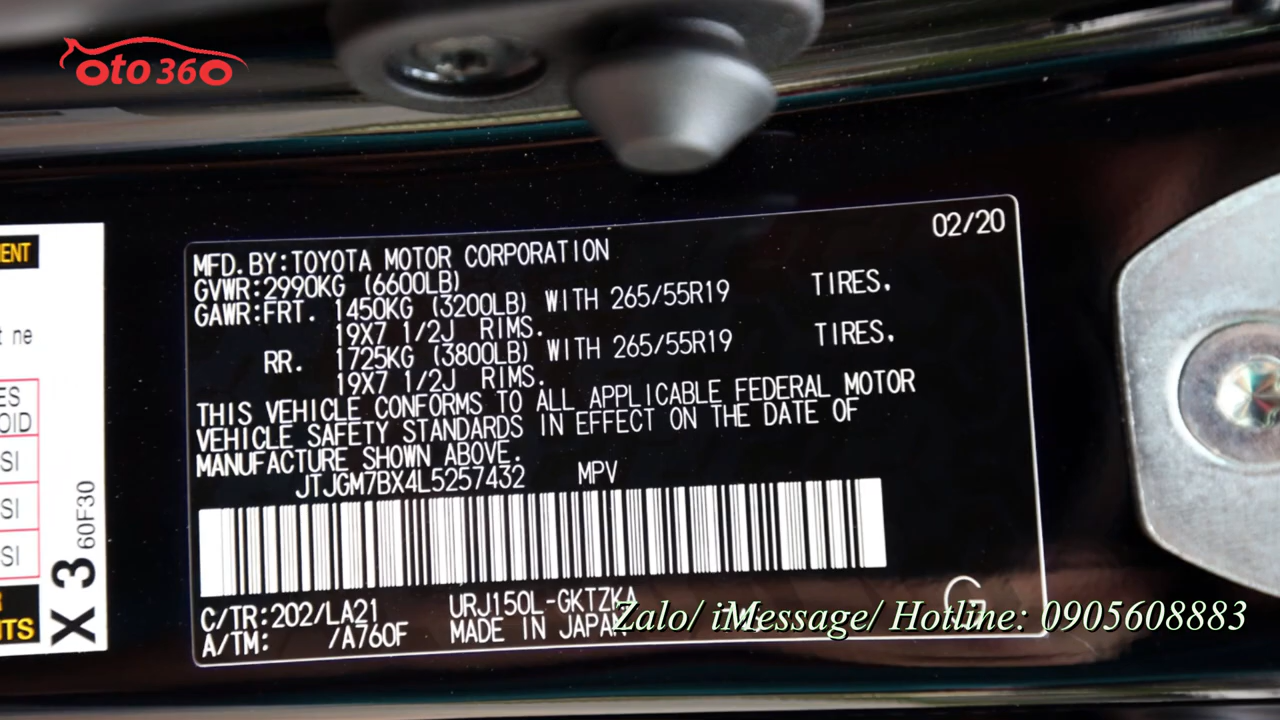 oto 360
02/20
MFD. BY:TOYOTA MOTOR CORPORATION
GVWR:2990KG (6600LB)
GAWR:FRT. 1450KG (3200LB) WITH 265/55R19 TIRES.
19X7 1/2J RIMS.
RR. 1725KG (3800LB) WITH 265/55R19 TIRES.
19X7 1/2J RIMS.
THIS VEHICLE CONFORMS TO ALL APPLICABLE FEDERAL MOTOR
VEHICLE SAFETY STANDARDS IN EFFECT ON THE DATE OF
MANUFACTURE SHOWN ABOVE.
JTJGM7BX4L5257432 MPV
C/TR:202/LA21 URJ150L-GKTZKA G
A/TM: /A760F MADE IN JAPAN
Zalo/ iMessage/ Hotline: 0905608883
ENT
t ne
ES
OID
SI
SI
SI
R
UTS
X 3 60F30